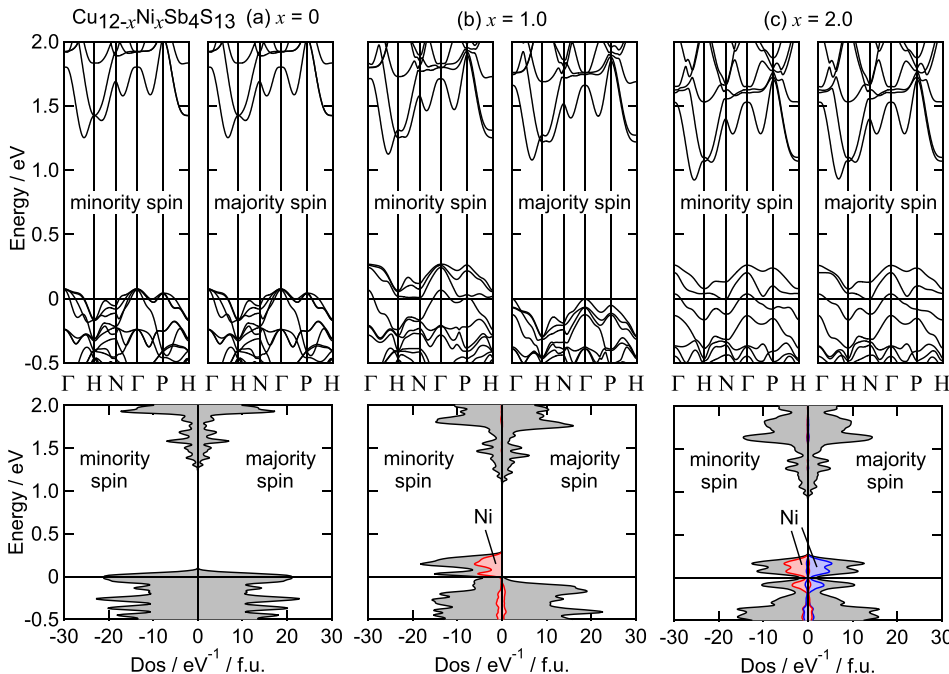 Cu12-xNixSb4S13 (a) x = 0 (b) x = 1.0 (c) x = 2.0
2.0
1.5
1.0
0.5
0
-0.5
Energy / eV
minority spin majority spin minority spin majority spin minority spin majority spin
Γ H N Γ P H Γ H N Γ P H Γ H N Γ P H Γ H N Γ P H Γ H N Γ P H Γ H N Γ P H
2.0
1.5
1.0
0.5
0
-0.5
Energy / eV
minority spin majority spin minority spin majority spin minority spin majority spin
Ni Ni
-30 -20 -10 0 10 20 30 -30 -20 -10 0 10 20 30 -30 -20 -10 0 10 20 30
Dos / eV-1 / f.u. Dos / eV-1 / f.u. Dos / eV-1 / f.u.